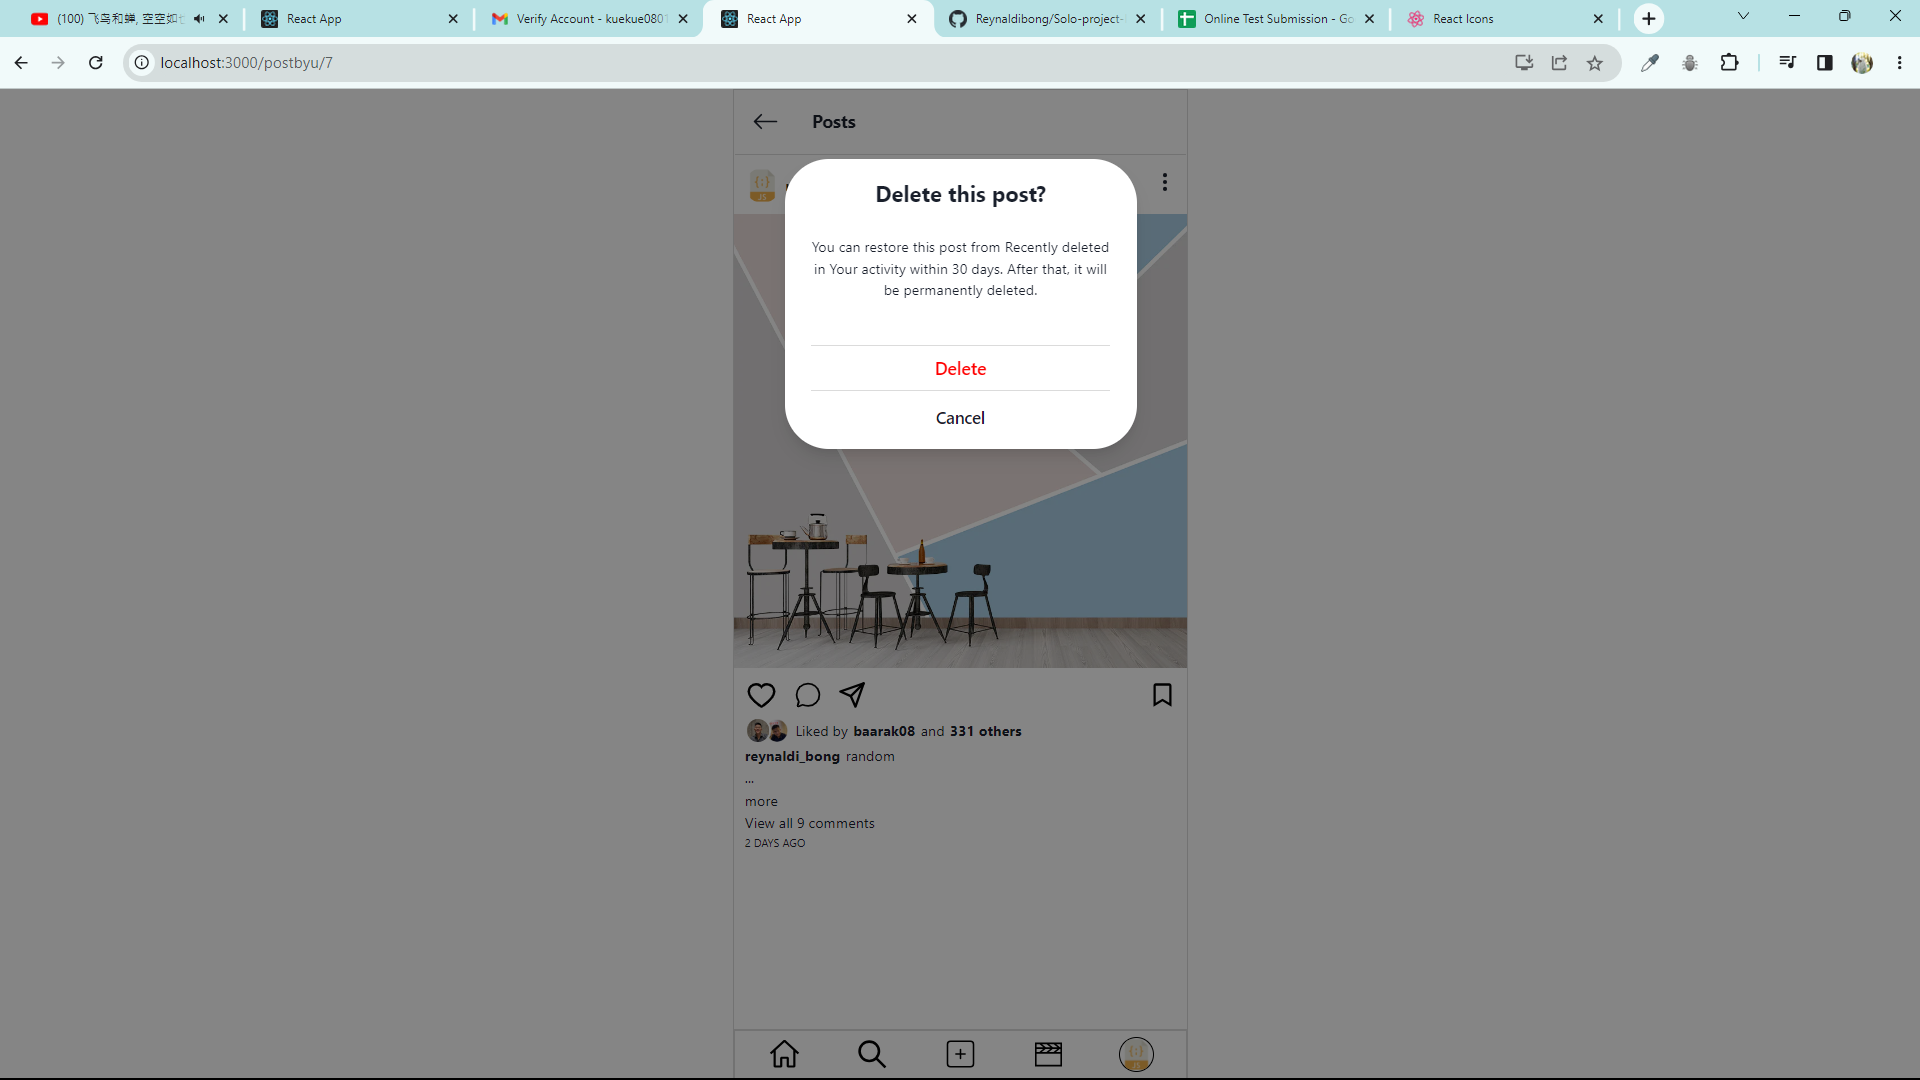 (100) 飞鸟和蝉, 空空如
React App
Verify Account - kuekue0801
React App
Reynaldibong/Solo-project-
Online Test Submission - Go
React Icons
localhost:3000/postbyu/7
Posts
{:}
JS
Delete this post?
You can restore this post from Recently deleted
in Your activity within 30 days. After that, it will
be permanently deleted.
Delete
Cancel
Liked by baarak08 and 331 others
reynaldi_bong random
...
more
View all 9 comments
2 DAYS AGO
{:}
JS